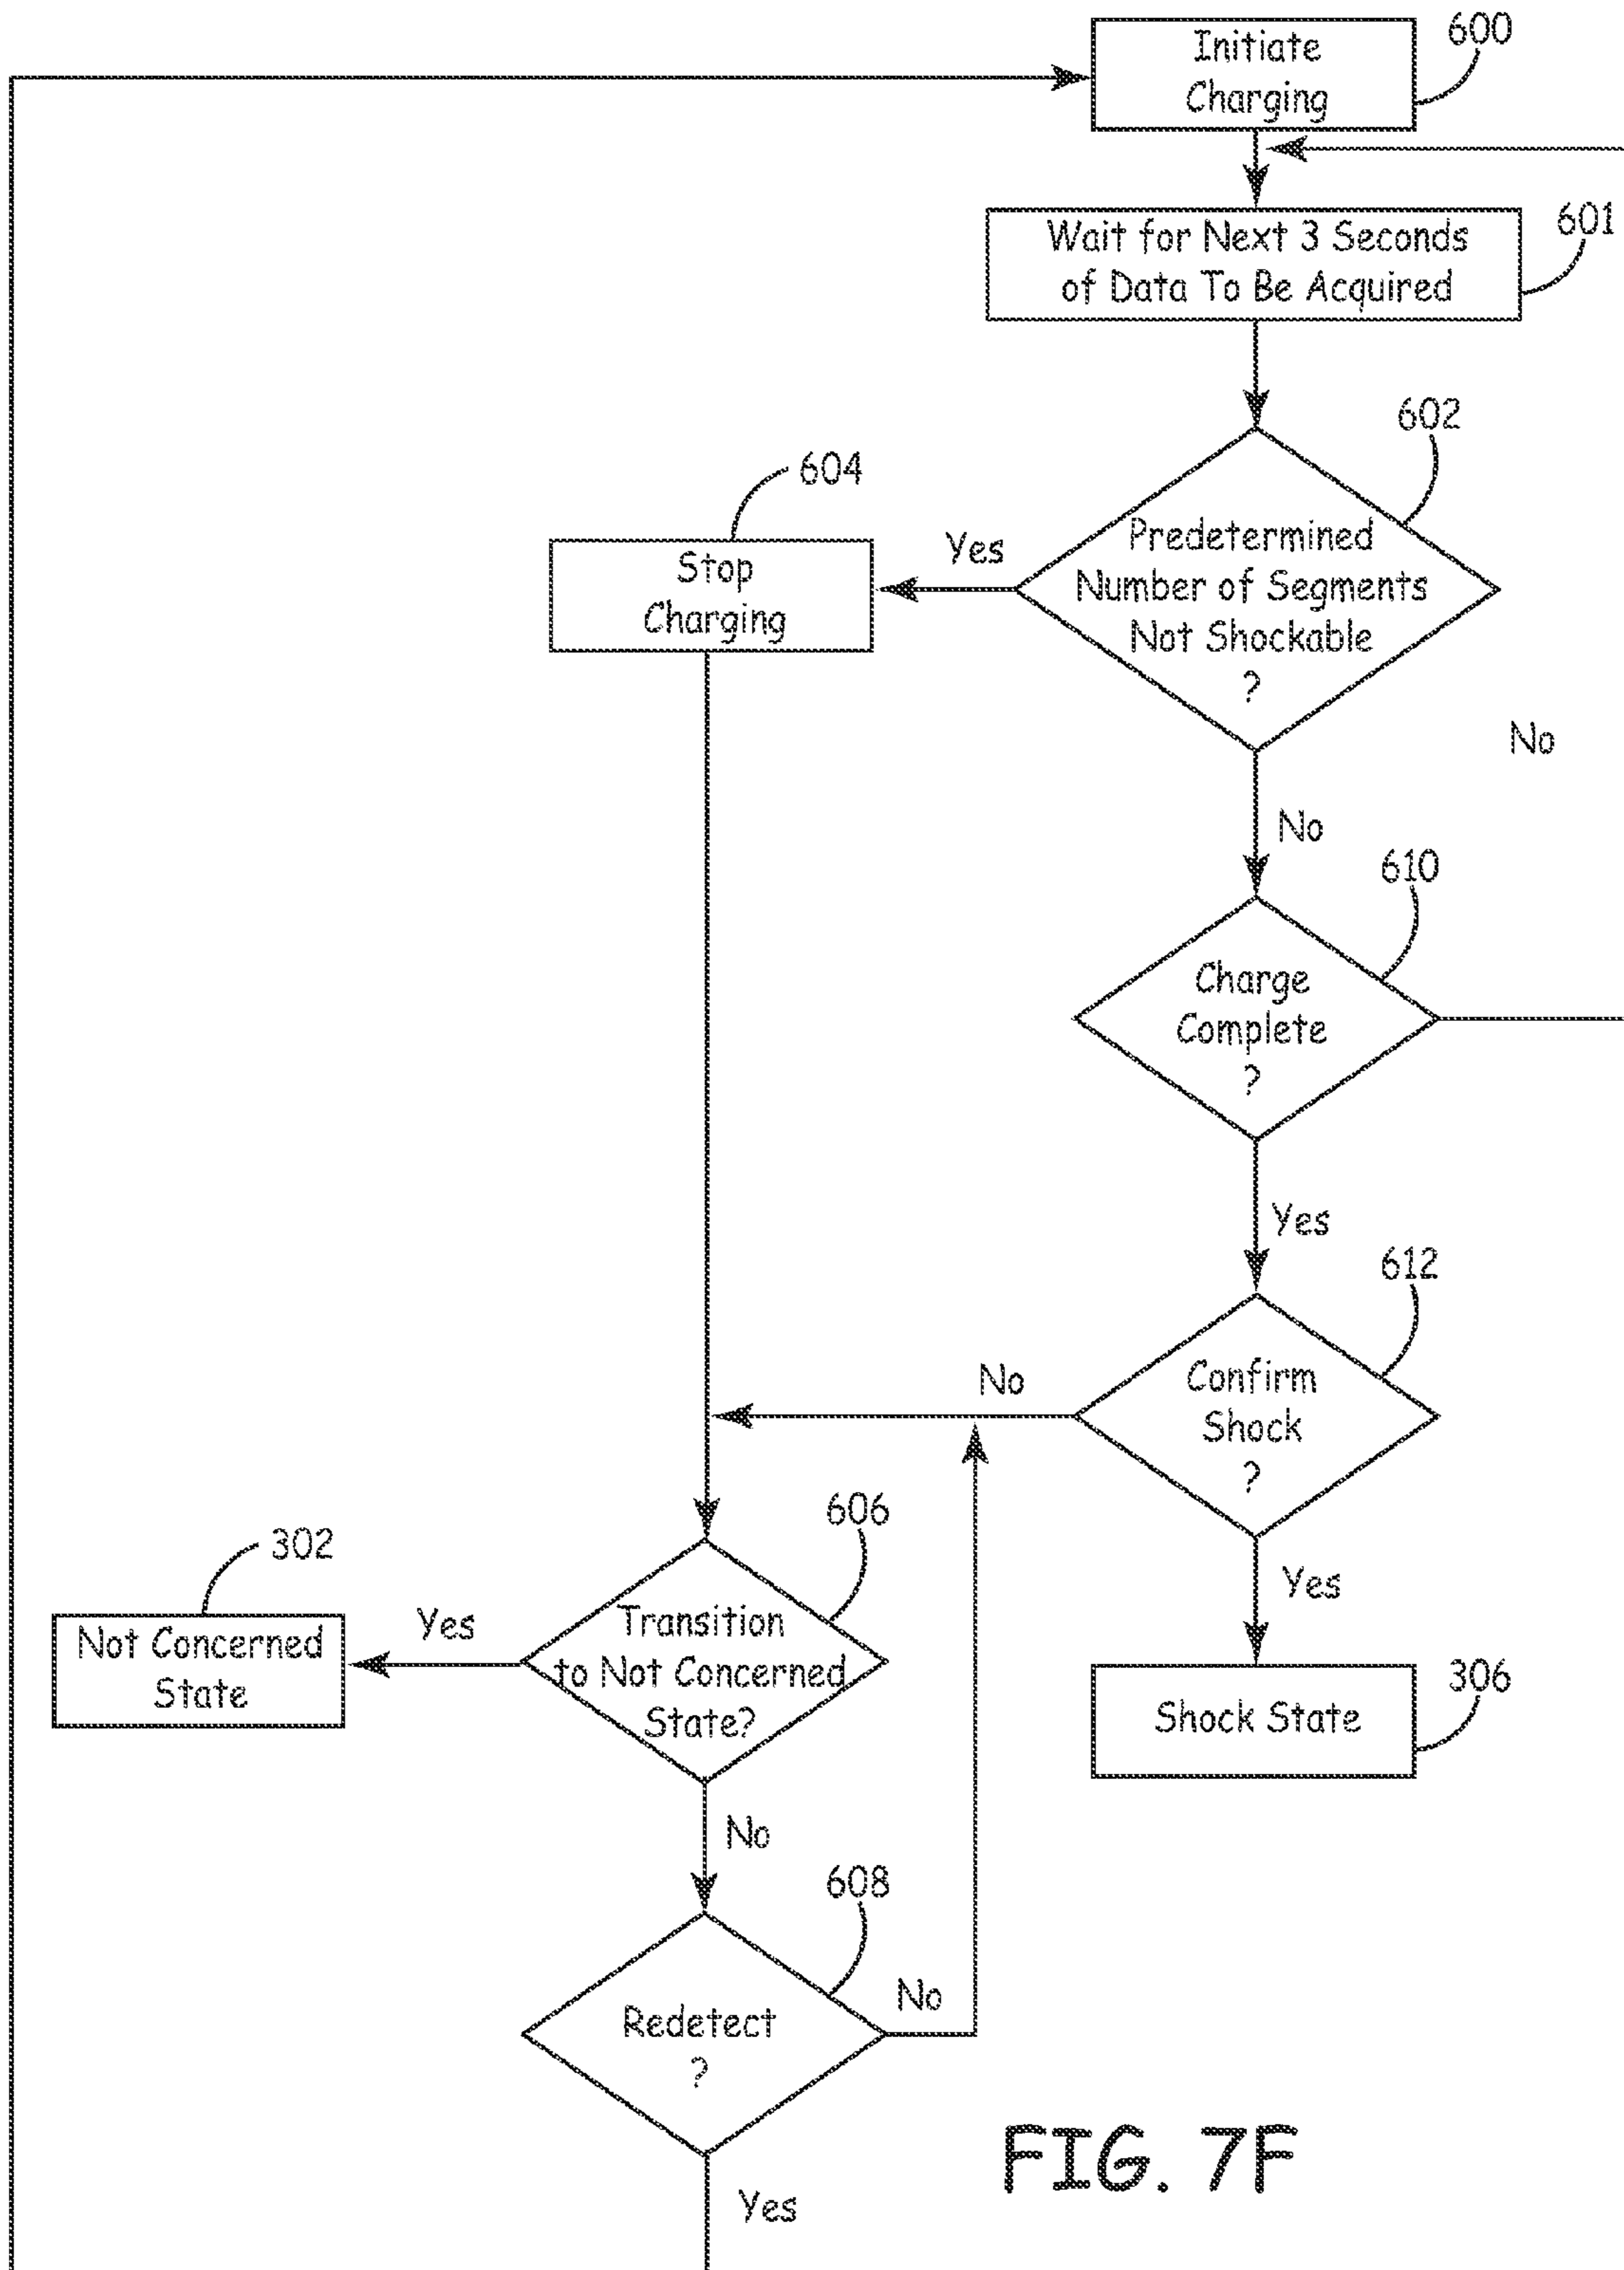 Initiate
Charging
600
Wait for Next 3 Seconds
of Data To Be Acquired
601
602
604
Stop
Charging
Yes
Predetermined
Number of Segments
Not Shockable
?
No
No
610
Charge
Complete
?
Yes
612
No
Confirm
Shock
?
606
302
Yes
Not Concerned
State
Yes
Transition
to Not Concerned
State?
306
Shock State
No
608
No
Redetect
?
FIG. 7F
Yes